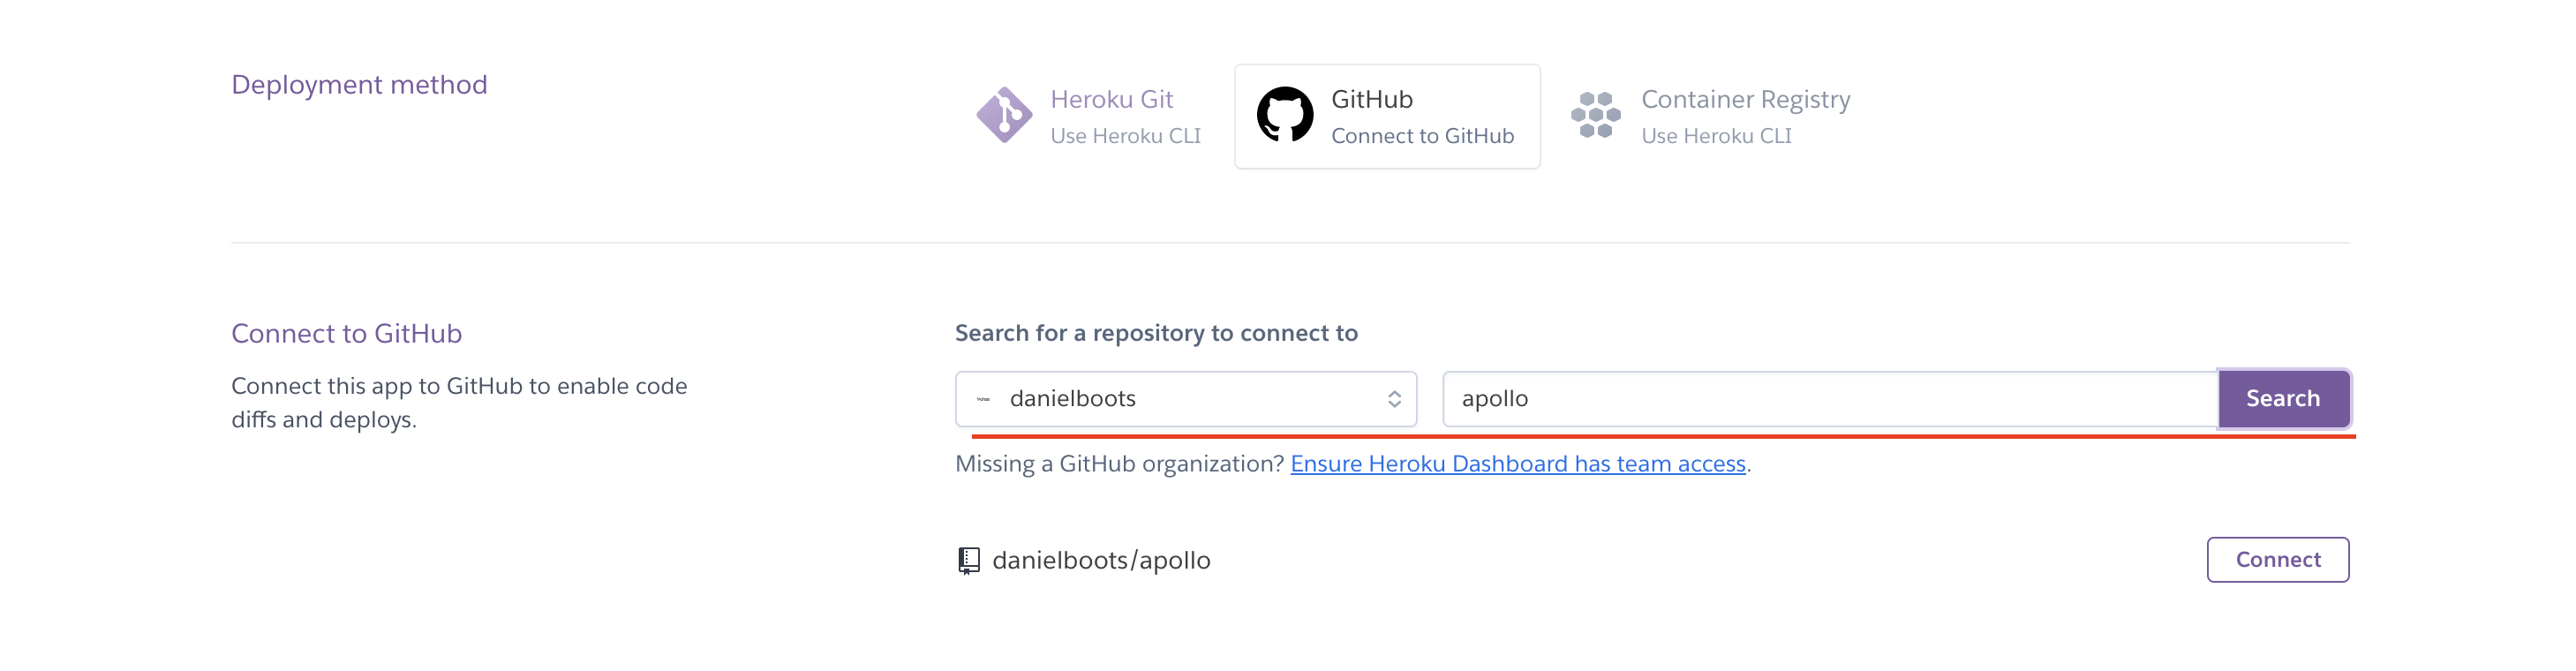 Deployment method
Heroku Git
Use Heroku CLI
GitHub
Connect to GitHub
Container Registry
Use Heroku CLI
Connect to GitHub
Connect this app to GitHub to enable code
diffs and deploys.
Search for a repository to connect to
danielboots
apollo
Search
Missing a GitHub organization? Ensure Heroku Dashboard has team access.
danielboots/apollo
Connect